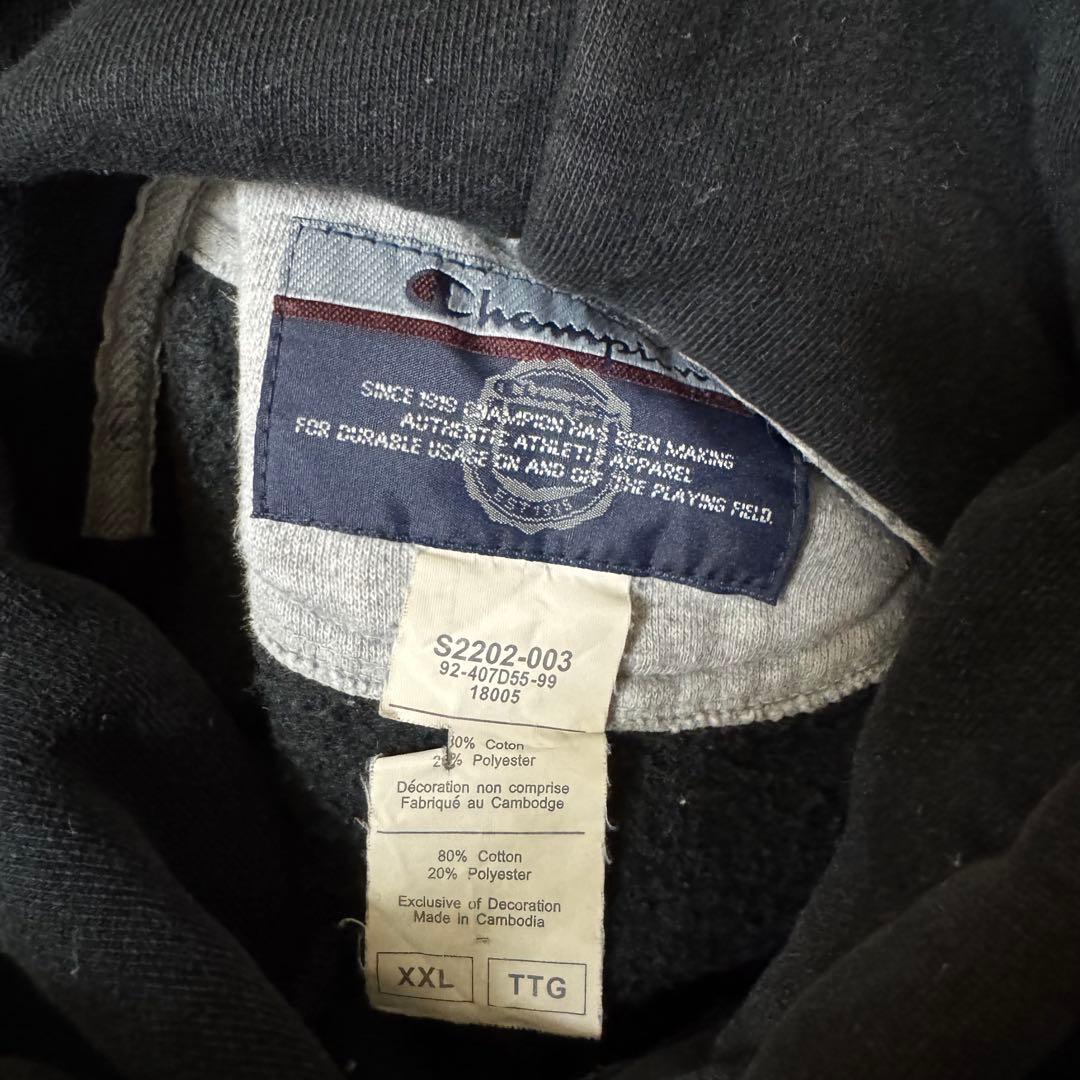 Champion
SINCE 1919 CHAMPION HAS BEEN MAKING
AUTHENTIC ATHLETIC APPAREL
FOR DURABLE USAGE ON AND OFF THE PLAYING FIELD.
S2202-003
92-407D55-99
18005
80% Coton
20% Polyester
Décoration non comprise
Fabriqué au Cambodge
80% Cotton
20% Polyester
Exclusive of Decoration
Made in Cambodia
XXL TTG